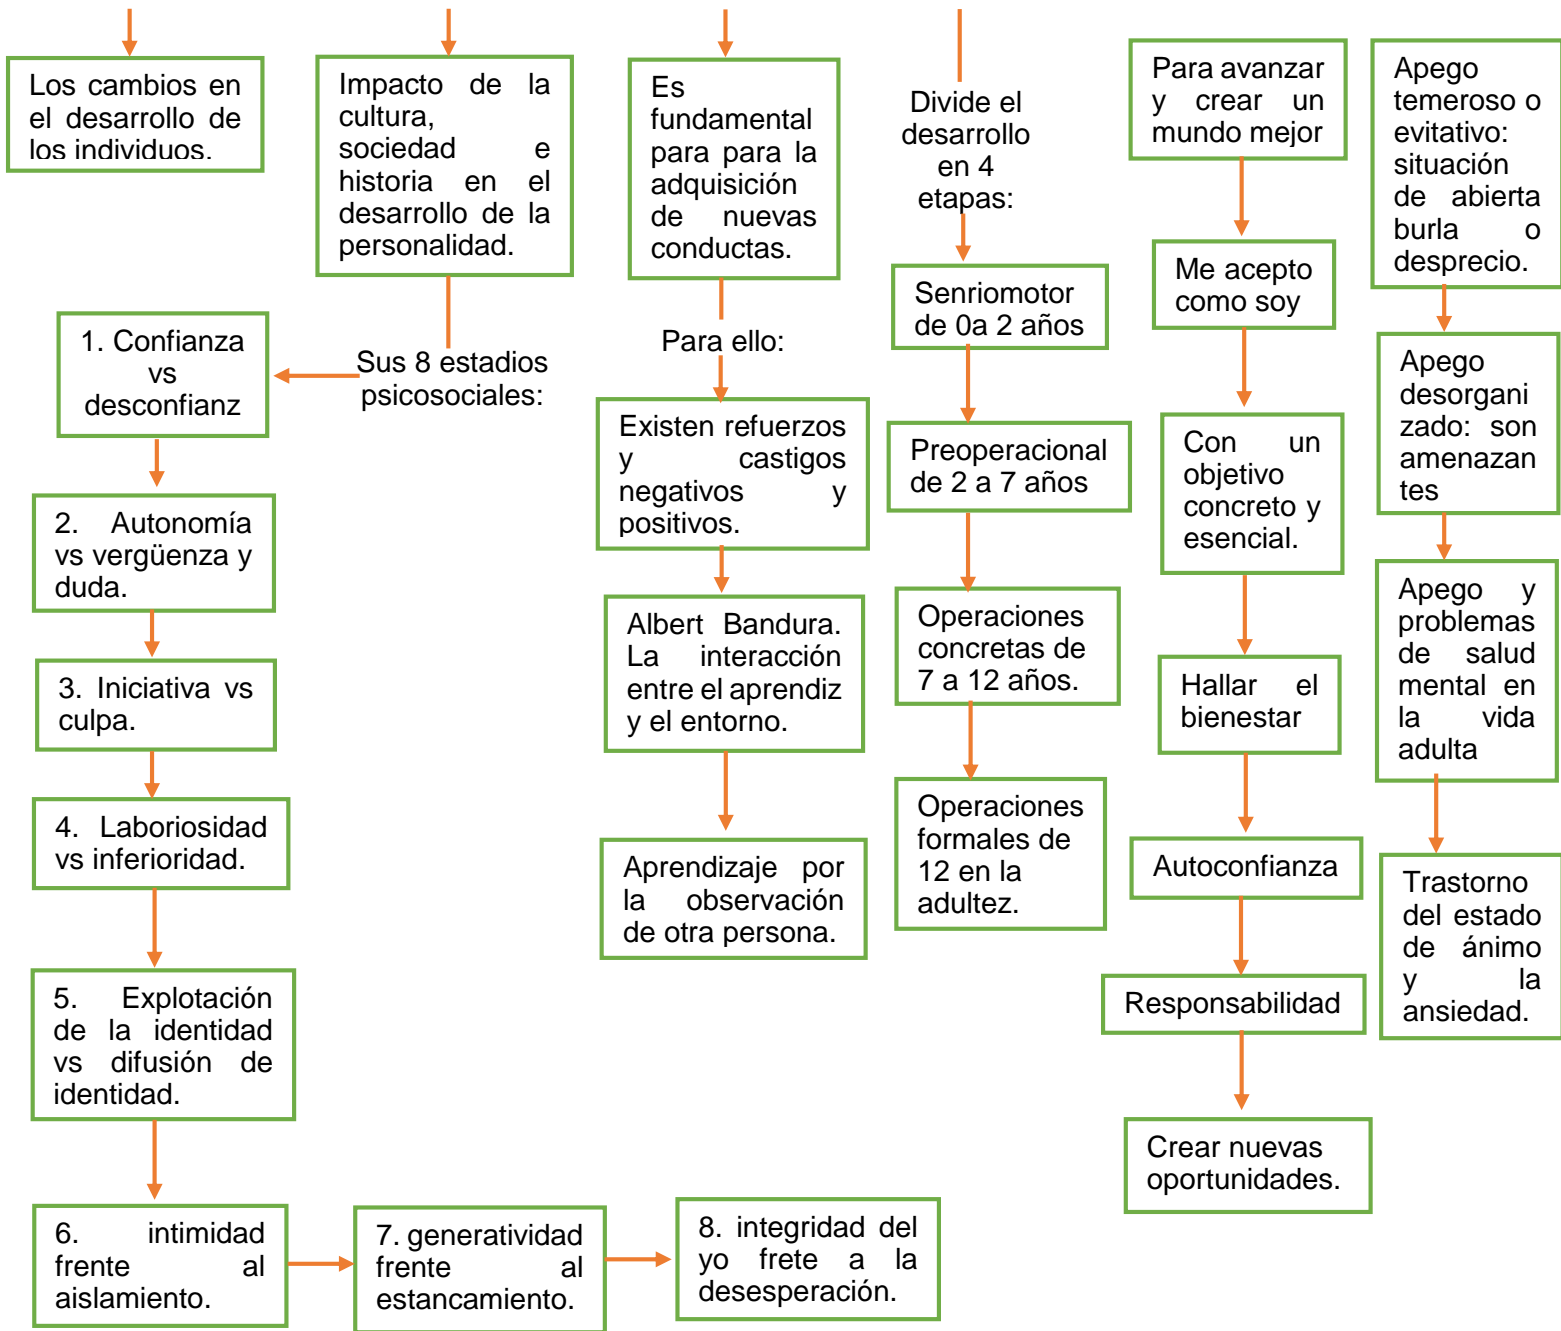 Los cambios en
el desarrollo de
los individuos.
Impacto de la
cultura,
sociedad e
historia en el
desarrollo de la
personalidad.
Sus 8 estadios
psicosociales:
1. Confianza
vs
desconfianz
2. Autonomía
vs vergüenza y
duda.
3. Iniciativa vs
culpa.
4. Laboriosidad
vs inferioridad.
5. Explotación
de la identidad
vs difusión de
identidad.
6. intimidad
frente al
aislamiento.
7. generatividad
frente al
estancamiento.
8. integridad del
yo frete a la
desesperación.
Es
fundamental
para para la
adquisición
de nuevas
conductas.
Para ello:
Existen refuerzos
y castigos
negativos y
positivos.
Albert Bandura.
La interacción
entre el aprendiz
y el entorno.
Aprendizaje por
la observación
de otra persona.
Divide el
desarrollo
en 4
etapas:
Senriomotor
de 0a 2 años
Preoperacional
de 2 a 7 años
Operaciones
concretas de
7 a 12 años.
Operaciones
formales de
12 en la
adultez.
Para avanzar
y crear un
mundo mejor
Me acepto
como soy
Con un
objetivo
concreto y
esencial.
Hallar el
bienestar
Autoconfianza
Responsabilidad
Crear nuevas
oportunidades.
Apego
temeroso o
evitativo:
situación
de abierta
burla o
desprecio.
Apego
desorgani
zado: son
amenazan
tes
Apego y
problemas
de salud
mental en
la vida
adulta
Trastorno
del estado
de ánimo
y la
ansiedad.